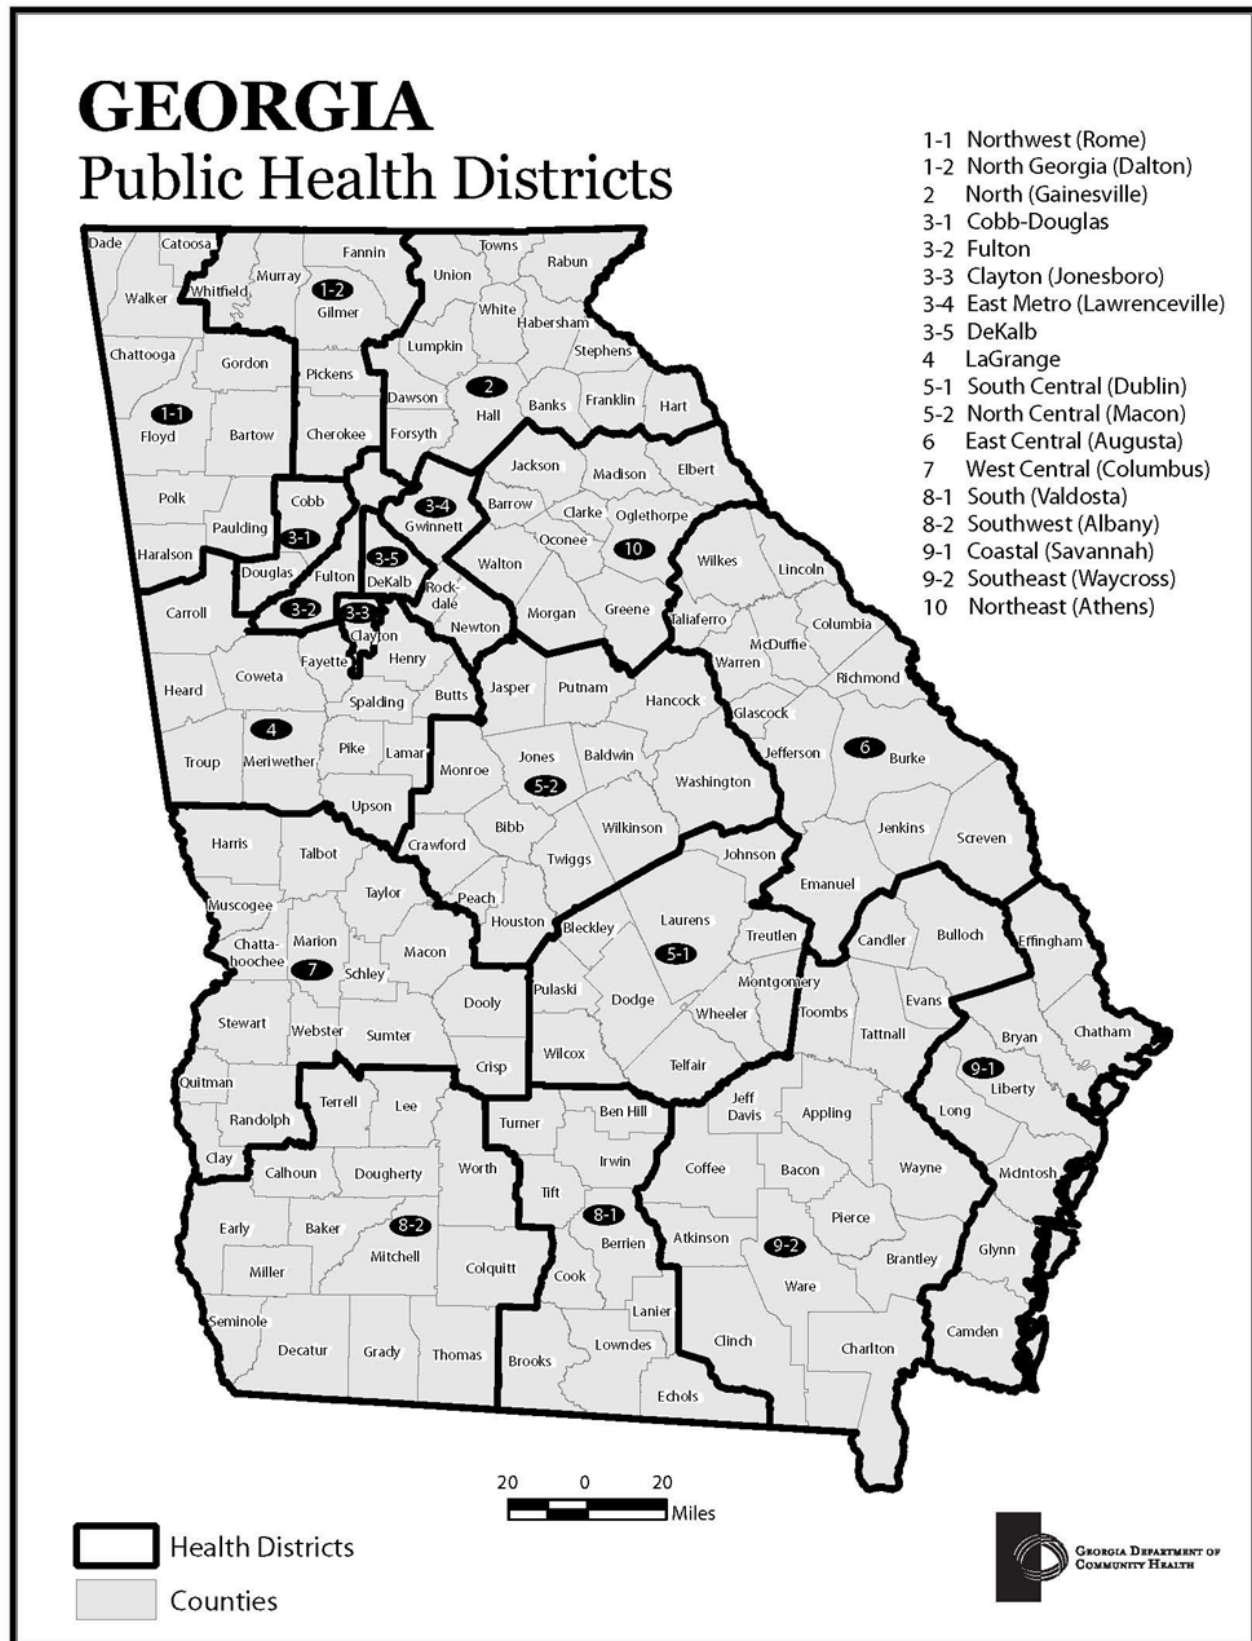 GEORGIA
Public Health Districts
1-1 Northwest (Rome)
1-2 North Georgia (Dalton)
2 North (Gainesville)
3-1 Cobb-Douglas
3-2 Fulton
3-3 Clayton (Jonesboro)
3-4 East Metro (Lawrenceville)
3-5 DeKalb
4 LaGrange
5-1 South Central (Dublin)
5-2 North Central (Macon)
6 East Central (Augusta)
7 West Central (Columbus)
8-1 South (Valdosta)
8-2 Southwest (Albany)
9-1 Coastal (Savannah)
9-2 Southeast (Waycross)
10 Northeast (Athens)
Dade
Catoosa
Fannin
Towns
Rabun
Union
Murray
Whitfield
Walker
1-2
Gilmer
White
Habersham
Lumpkin
Stephens
Chattooga
Gordon
Pickens
Dawson
2
Hall
Banks
Franklin
Hart
1-1
Floyd
Bartow
Cherokee
Forsyth
Jackson
Madison
Elbert
Polk
Paulding
Cobb
3-1
3-4
Gwinnett
Barrow
Clarke
Oglethorpe
Oconee
10
Haralson
Douglas
Fulton
3-5
DeKalb
Rock-
dale
Walton
Wilkes
Lincoln
Carroll
3-2
3-3
Clayton
Newton
Morgan
Greene
Taliaferro
Columbia
McDuffie
Warren
Richmond
Heard
Coweta
Fayette
Henry
Spalding
Butts
Jasper
Putnam
Hancock
Glascock
4
Troup
Meriwether
Pike
Lamar
Monroe
Jones
5-2
Baldwin
Washington
Jefferson
6
Burke
Upson
Bibb
Wilkinson
Jenkins
Screven
Harris
Talbot
Crawford
Twiggs
Johnson
Emanuel
Taylor
Peach
Muscogee
Houston
Bleckley
Laurens
Treutlen
Candler
Bulloch
Effingham
Chatta-
hoochee
Marion
7
Schley
Macon
5-1
Montgomery
Dooly
Pulaski
Dodge
Wheeler
Toombs
Evans
Tattnall
Bryan
Chatham
Stewart
Webster
Sumter
Crisp
Wilcox
Telfair
9-1
Liberty
Long
Quitman
Randolph
Terrell
Lee
Turner
Ben Hill
Jeff
Davis
Appling
Clay
Calhoun
Dougherty
Worth
Irwin
Coffee
Bacon
Wayne
McIntosh
Tift
8-1
Early
Baker
8-2
Mitchell
Berrien
Atkinson
Pierce
9-2
Brantley
Glynn
Miller
Colquitt
Cook
Ware
Lanier
Seminole
Decatur
Grady
Thomas
Brooks
Lowndes
Clinch
Charlton
Camden
Echols
20 0 20
Miles
Health Districts
Counties
GEORGIA DEPARTMENT OF
COMMUNITY HEALTH